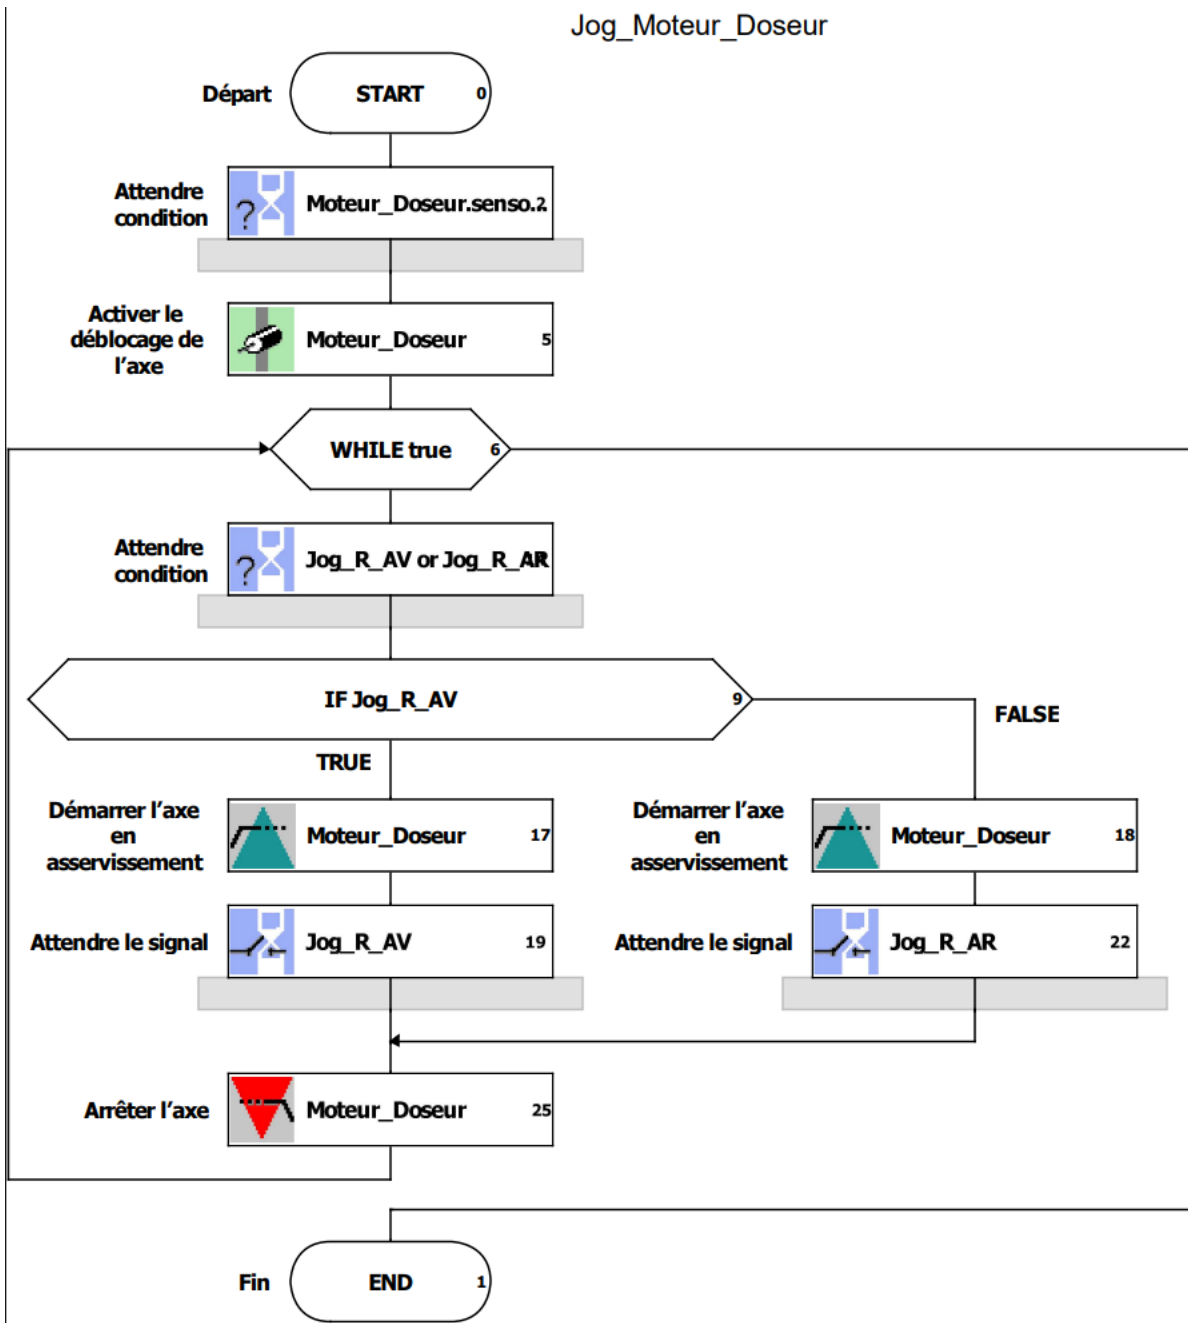 Jog_Moteur_Doseur
Départ
START 0
Attendre
condition
Moteur_Doseur.senso.. 2
Activer le
déblocage de
l'axe
Moteur_Doseur 5
WHILE true 6
Attendre
condition
Jog_R_AV or Jog_R_AR
IF Jog_R_AV 9
FALSE
TRUE
Démarrer l'axe
en
asservissement
Moteur_Doseur 17
Démarrer l'axe
en
asservissement
Moteur_Doseur 18
Attendre le signal
Jog_R_AV 19
Attendre le signal
Jog_R_AR 22
Arrêter l'axe
Moteur_Doseur 25
Fin
END 1